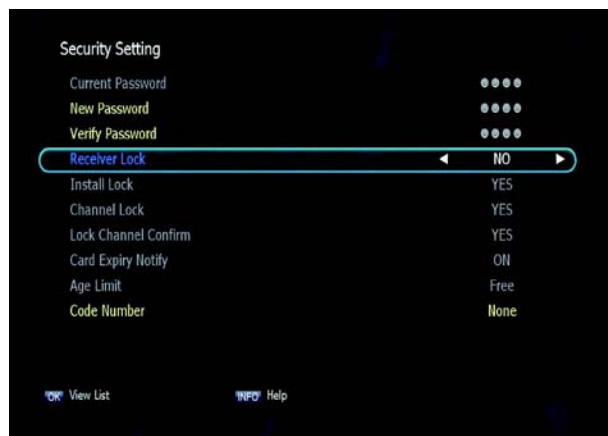 Security Setting
Current Password
New Password
Verify Password
Receiver Lock NO
Install Lock YES
Channel Lock YES
Lock Channel Confirm YES
Card Expiry Notify ON
Age Limit Free
Code Number None
OK View List INFO Help